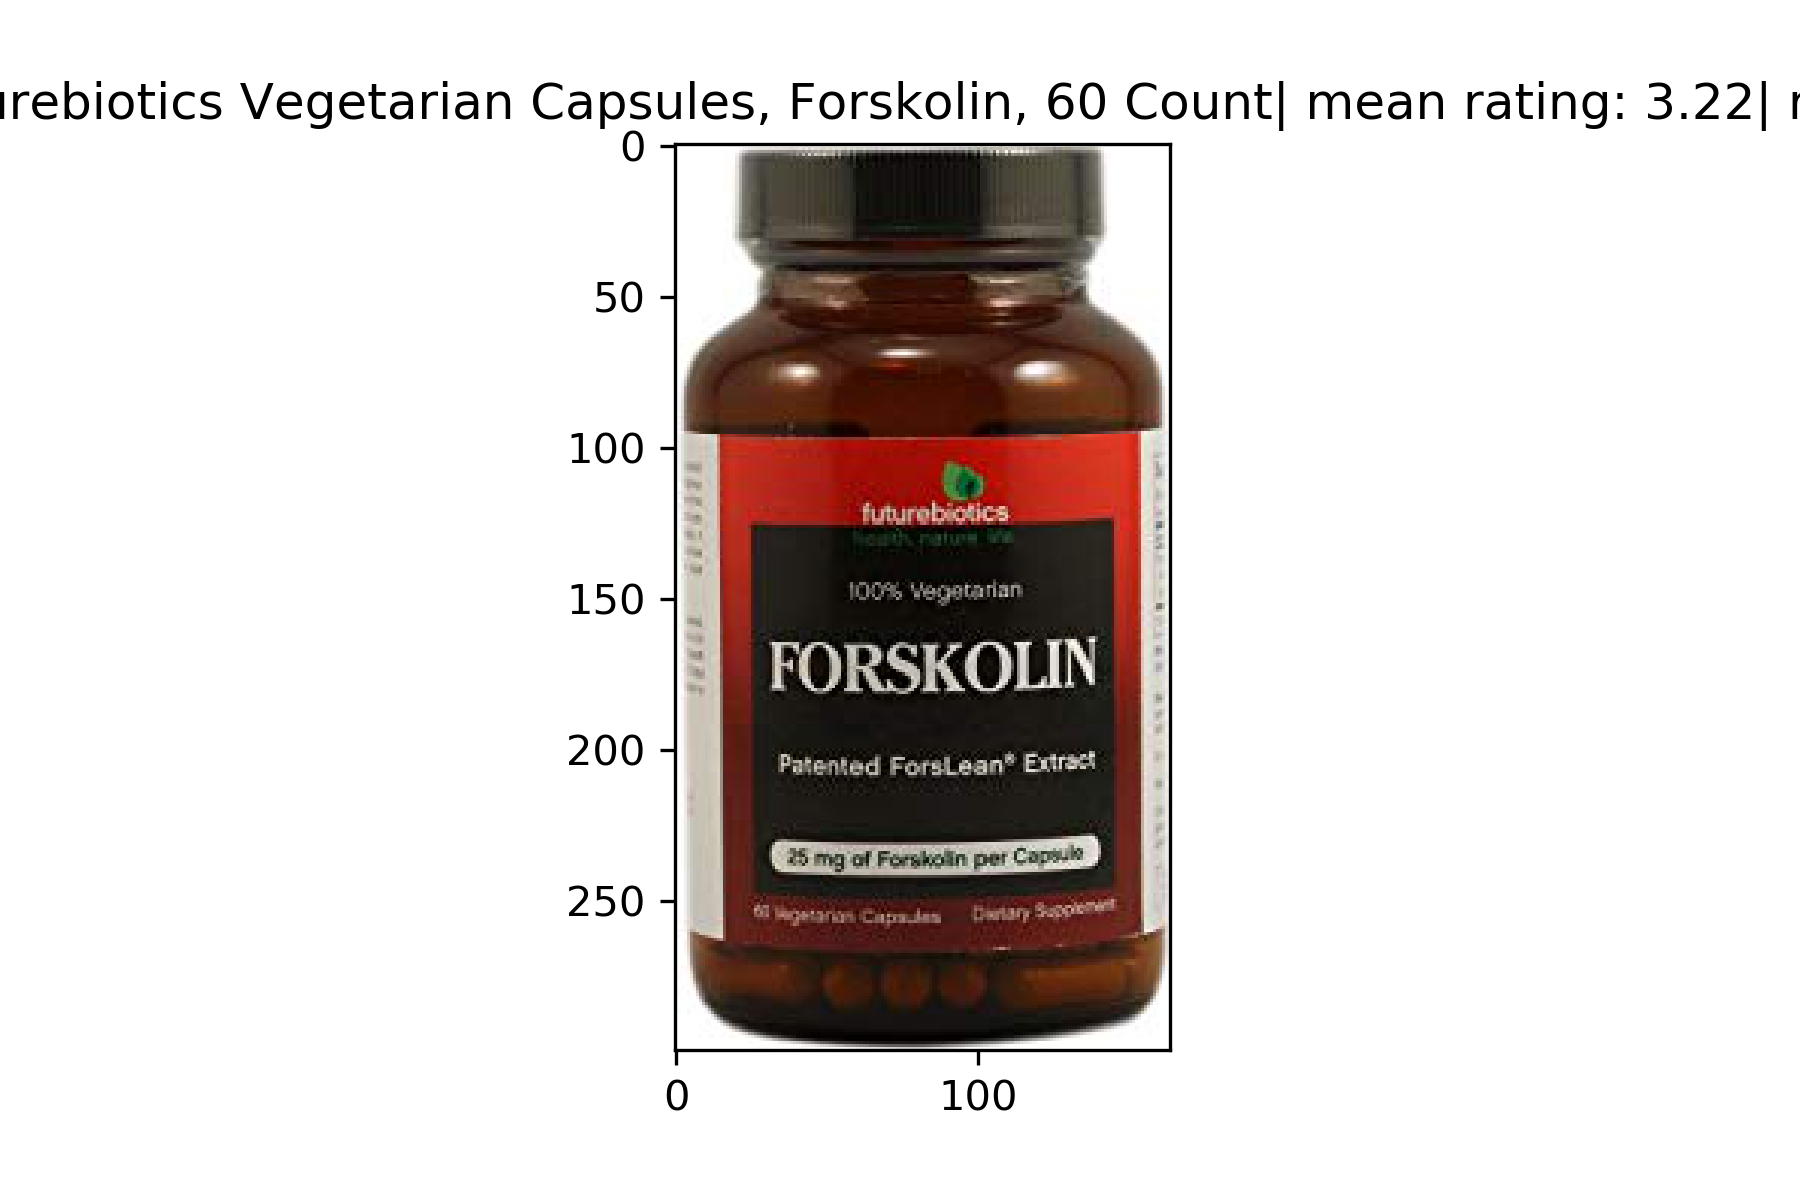 urebiotics Vegetarian Capsules, Forskolin, 60 Count| mean rating: 3.22|
0
50
100
150
200
250
futurebiotics
health, nature, life
100% Vegetarian
FORSKOLIN
Patented ForsLean® Extract
25 mg of Forskolin per Capsule
60 Vegetarian Capsules Dietary Supplement
0 100